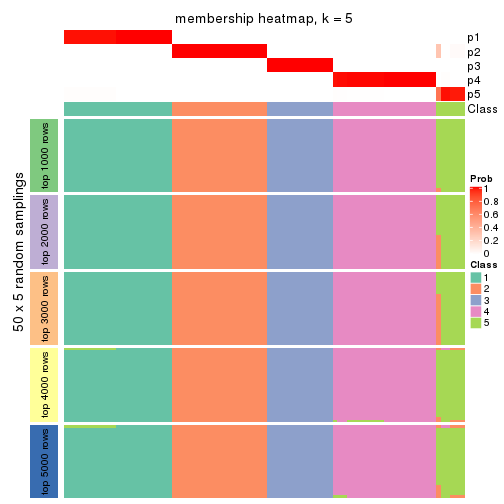 membership heatmap, k = 5
p1
p2
p3
p4
p5
Class
50 x 5 random samplings
top 1000 rows
top 2000 rows
top 3000 rows
top 4000 rows
top 5000 rows
Prob
1
0.8
0.6
0.4
0.2
0
Class
1
2
3
4
5